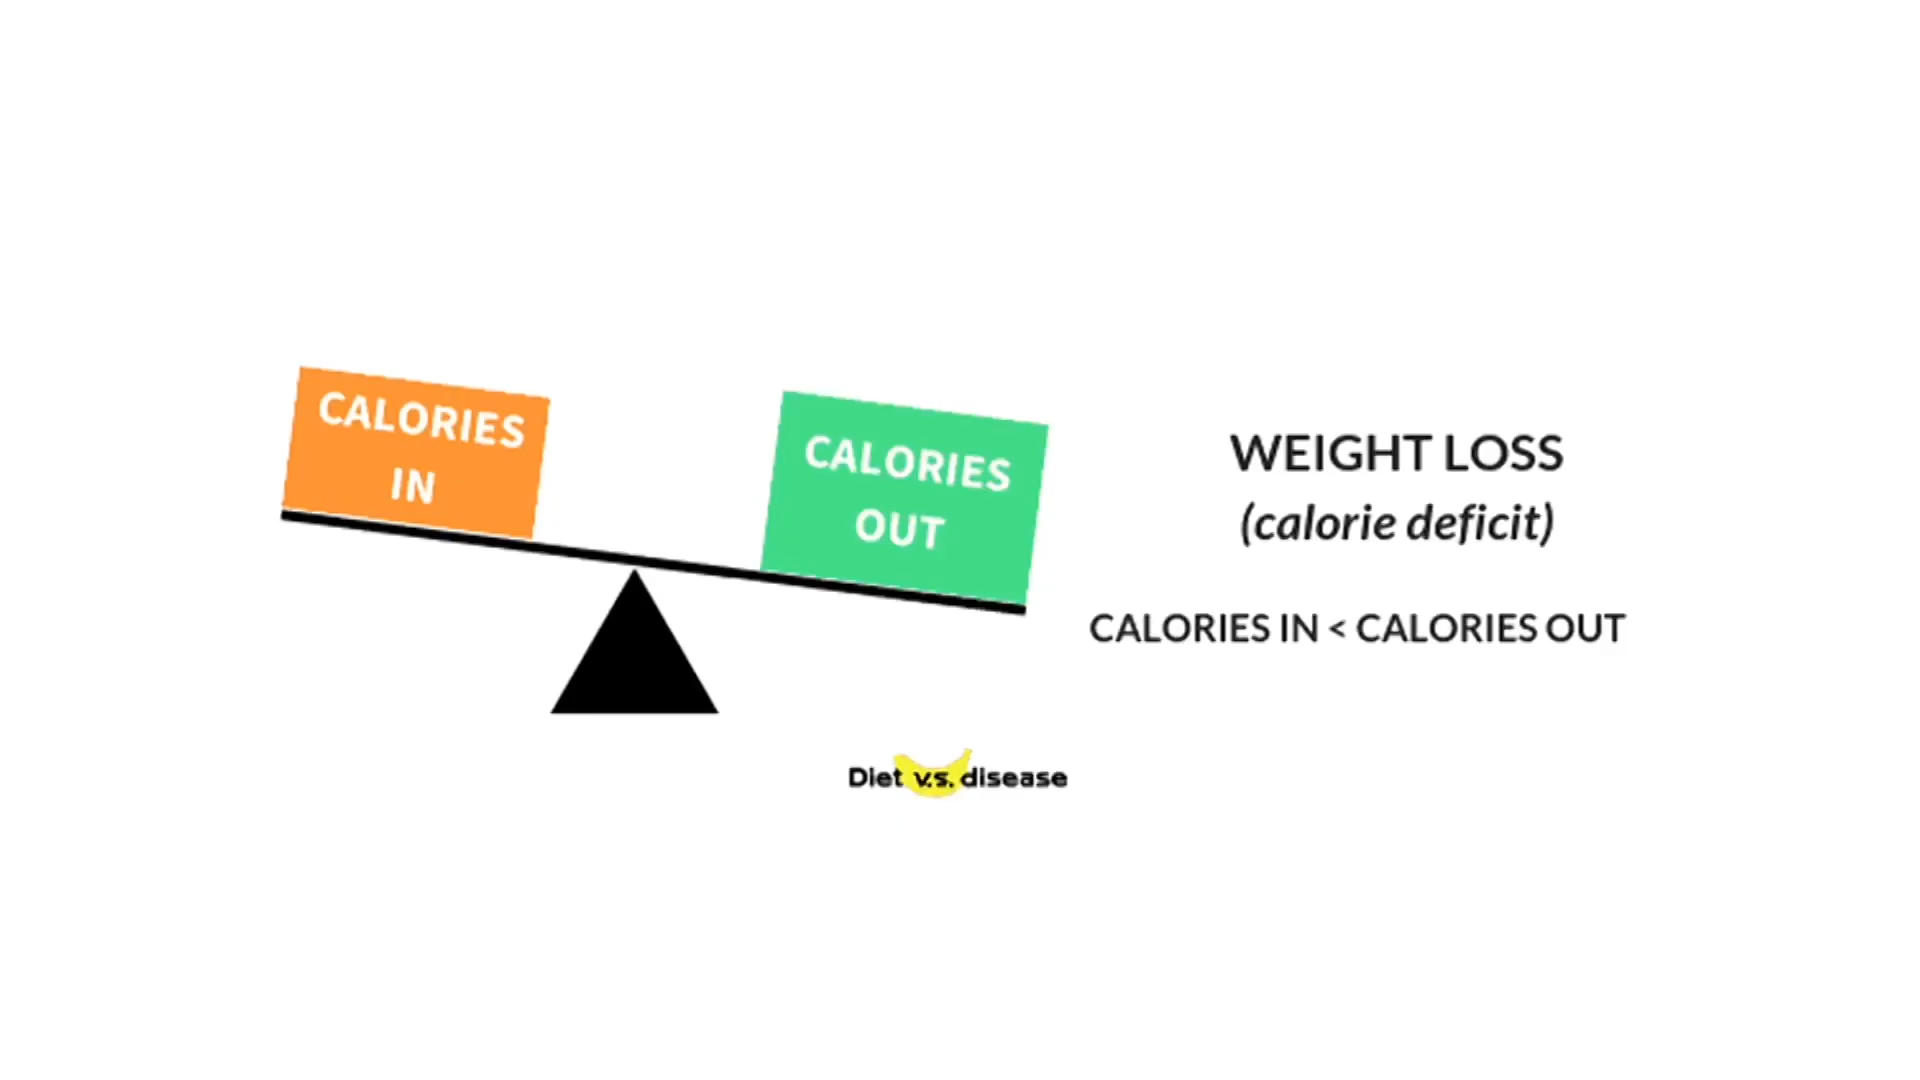 CALORIES
IN
CALORIES
OUT
WEIGHT LOSS
(calorie deficit)
CALORIES IN < CALORIES OUT
Diet v.s. disease